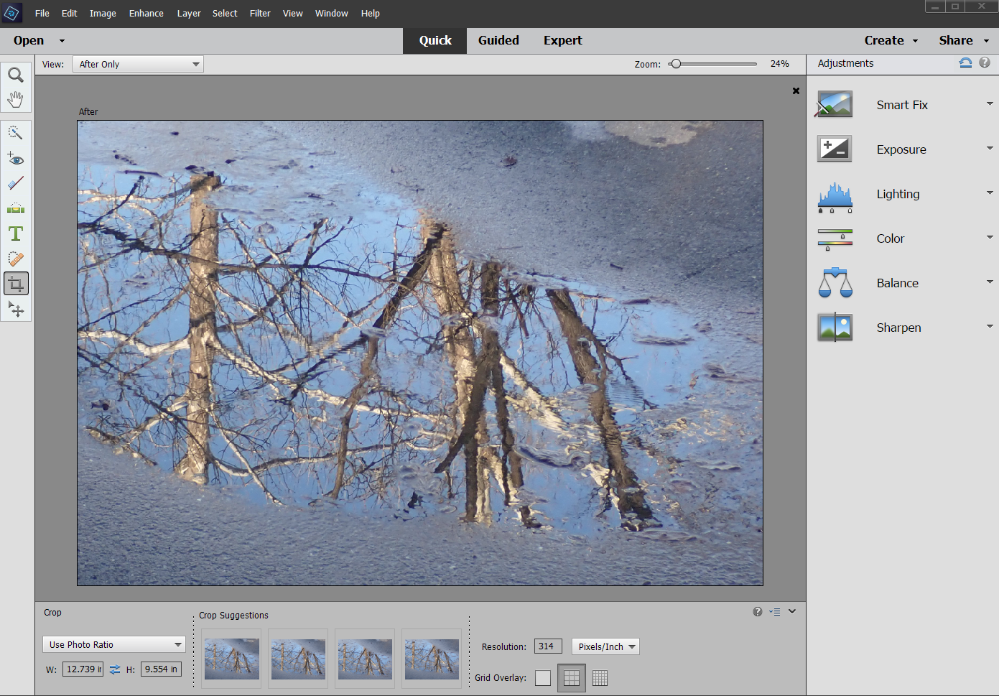 File Edit Image Enhance Layer Select Filter View Window Help
Open Quick Guided Expert Create Share
View: After Only Zoom: 24% Adjustments
After
Smart Fix
Exposure
Lighting
Color
Balance
Sharpen
Crop
Crop Suggestions
Use Photo Ratio
W: 12.739 in H: 9.554 in
Resolution: 314 Pixels/Inch
Grid Overlay:
T